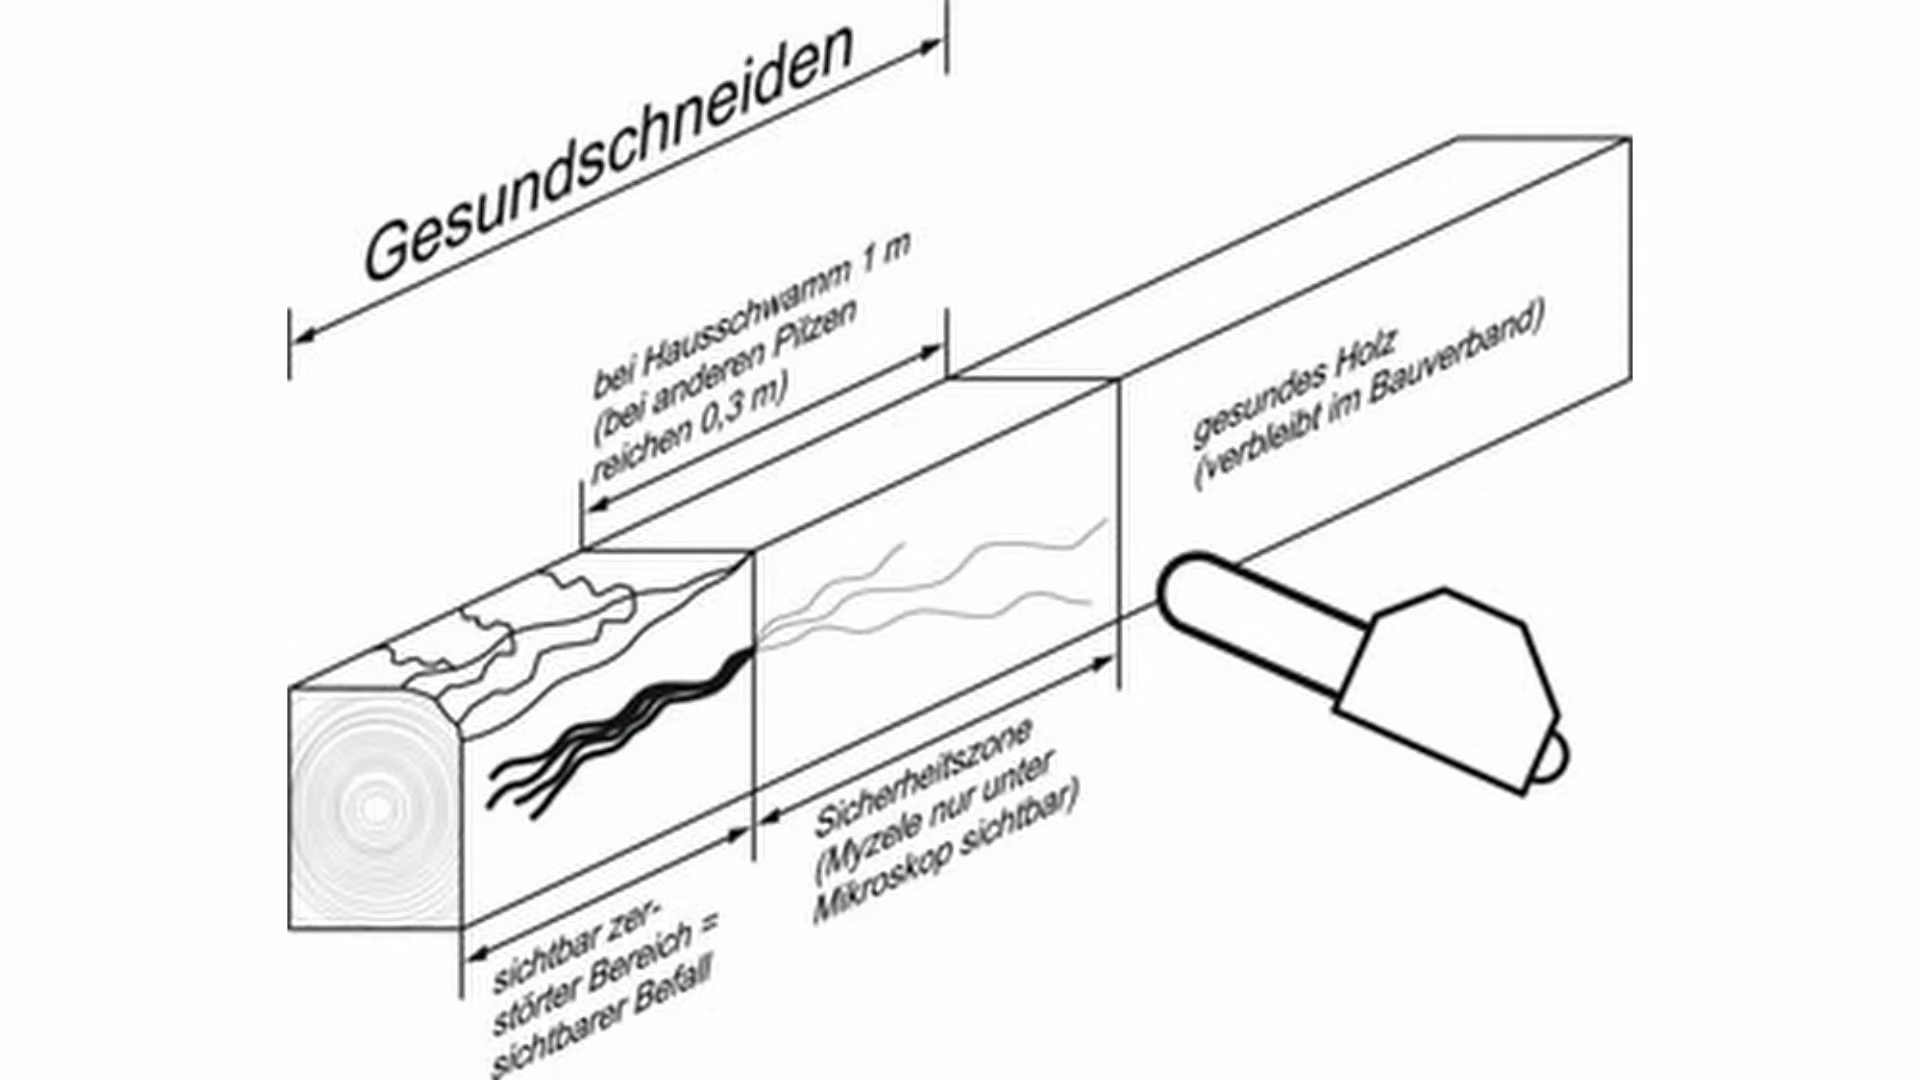 Gesundschneiden
bei Hausschwamm 1 m
(bei anderen Pilzen
reichen 0,3 m)
gesundes Holz
(verbleibt im Bauverband)
Sicherheitszone
(Myzele nur unter
Mikroskop sichtbar)
sichtbar zer-
störter Bereich =
sichtbarer Befall